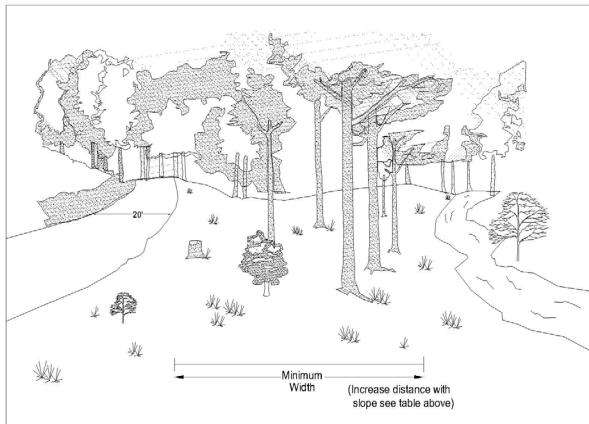 20'
Minimum
Width
(Increase distance with
slope see table above)